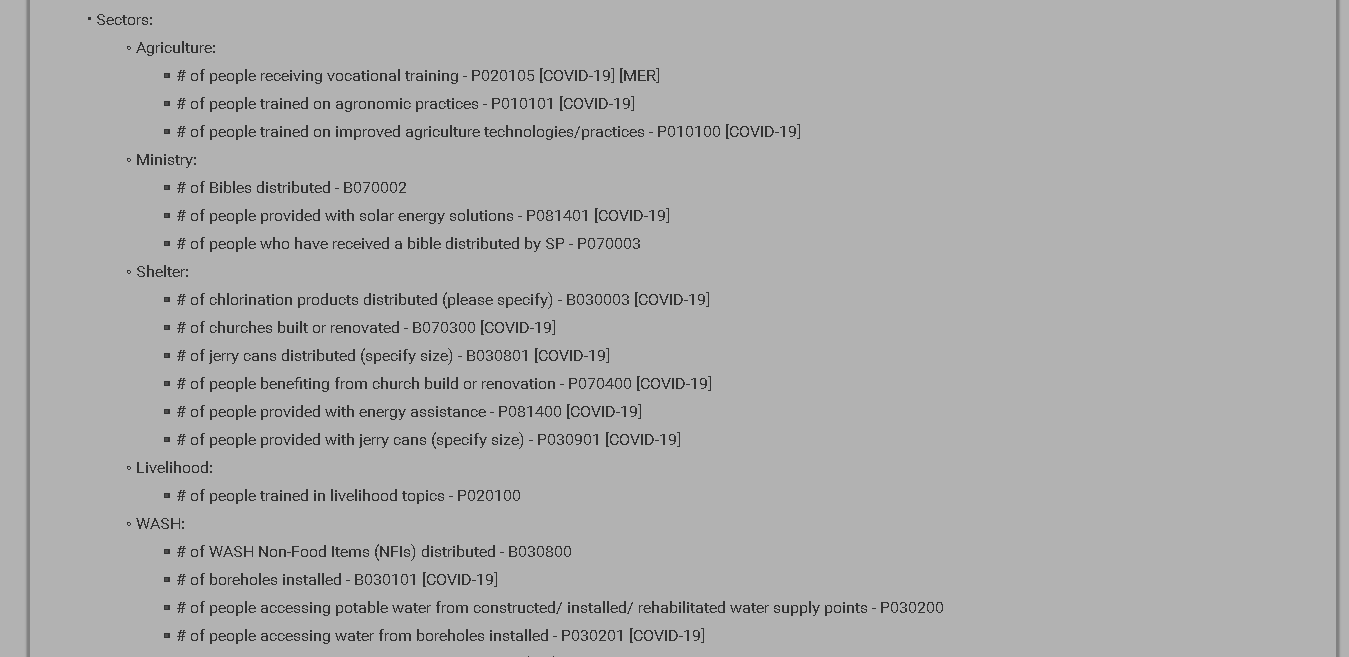 • Sectors:
◦ Agriculture:
▪ # of people receiving vocational training - P020105 [COVID-19] [MER]
▪ # of people trained on agronomic practices - P010101 [COVID-19]
▪ # of people trained on improved agriculture technologies/practices - P010100 [COVID-19]
◦ Ministry:
▪ # of Bibles distributed - B070002
▪ # of people provided with solar energy solutions - P081401 [COVID-19]
▪ # of people who have received a bible distributed by SP - P070003
◦ Shelter:
▪ # of chlorination products distributed (please specify) - B030003 [COVID-19]
▪ # of churches built or renovated - B070300 [COVID-19]
▪ # of jerry cans distributed (specify size) - B030801 [COVID-19]
▪ # of people benefiting from church build or renovation - P070400 [COVID-19]
▪ # of people provided with energy assistance - P081400 [COVID-19]
▪ # of people provided with jerry cans (specify size) - P030901 [COVID-19]
◦ Livelihood:
▪ # of people trained in livelihood topics - P020100
◦ WASH:
▪ # of WASH Non-Food Items (NFIs) distributed - B030800
▪ # of boreholes installed - B030101 [COVID-19]
▪ # of people accessing potable water from constructed/ installed/ rehabilitated water supply points - P030200
▪ # of people accessing water from boreholes installed - P030201 [COVID-19]